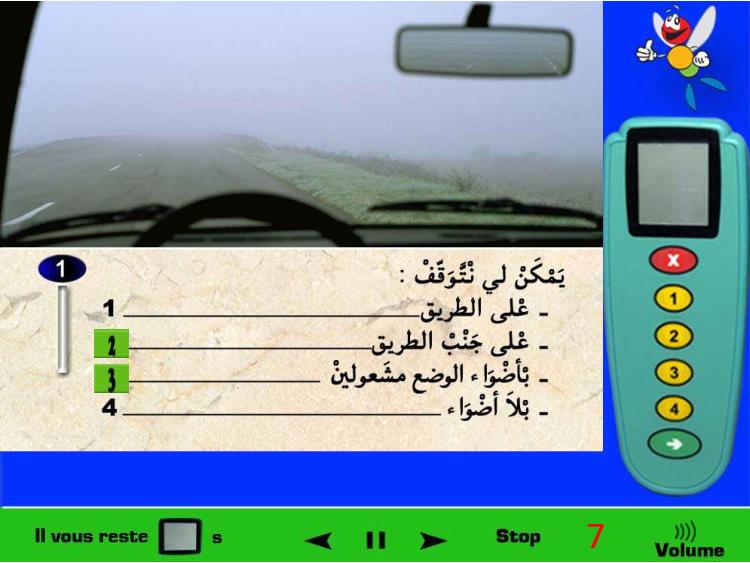 1
يَمْكَنْ لي نْتَّوَقّفْ :
ـ عْلى الطريق 1
ـ عْلى جَنْبْ الطريق 2
ـ بْأضْوَاء الوضع مشَعولينْ 3
ـ بْلاَ أضْوَاء 4
X
1
2
3
4
Il vous reste s
Stop
7
Volume